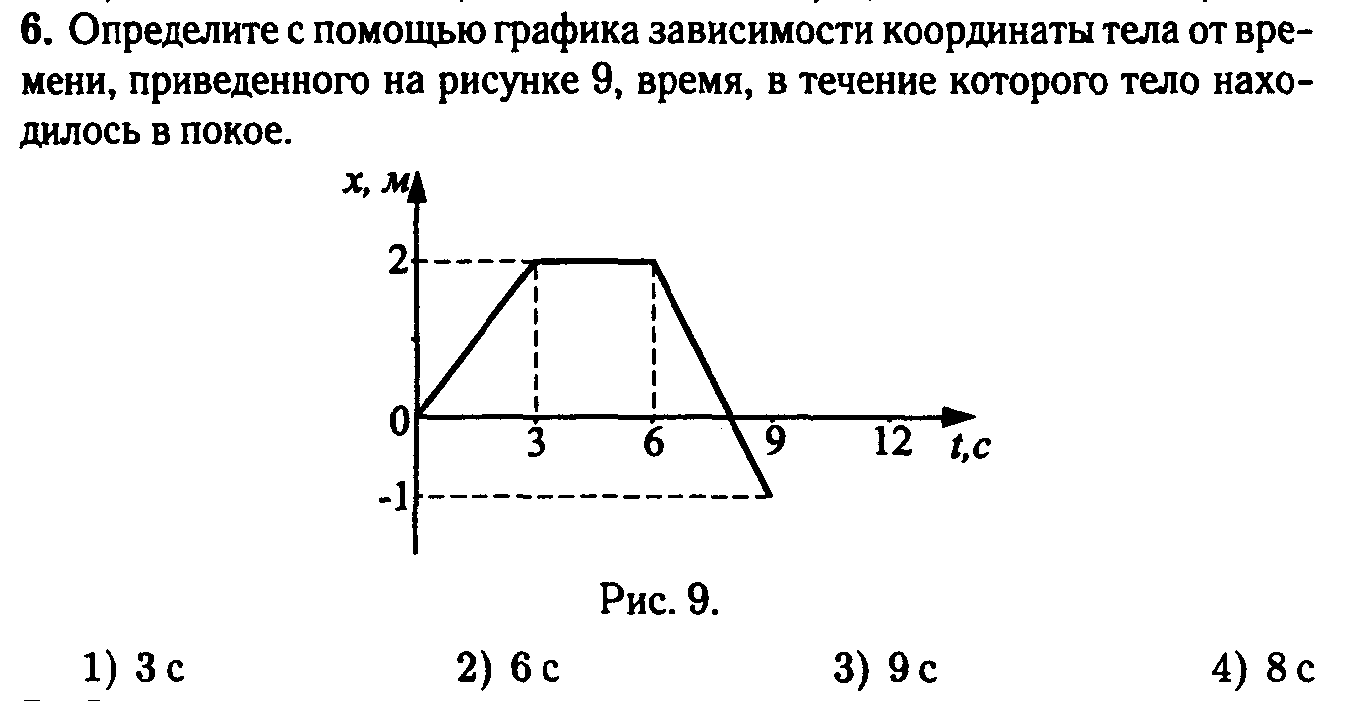 6. Определите с помощью графика зависимости координаты тела от вре-
мени, приведенного на рисунке 9, время, в течение которого тело нахо-
дилось в покое.
x, м
2
0
3
6
9
12
t,c
-1
Рис. 9.
1) 3 с
2) 6 с
3) 9 с
4) 8 с